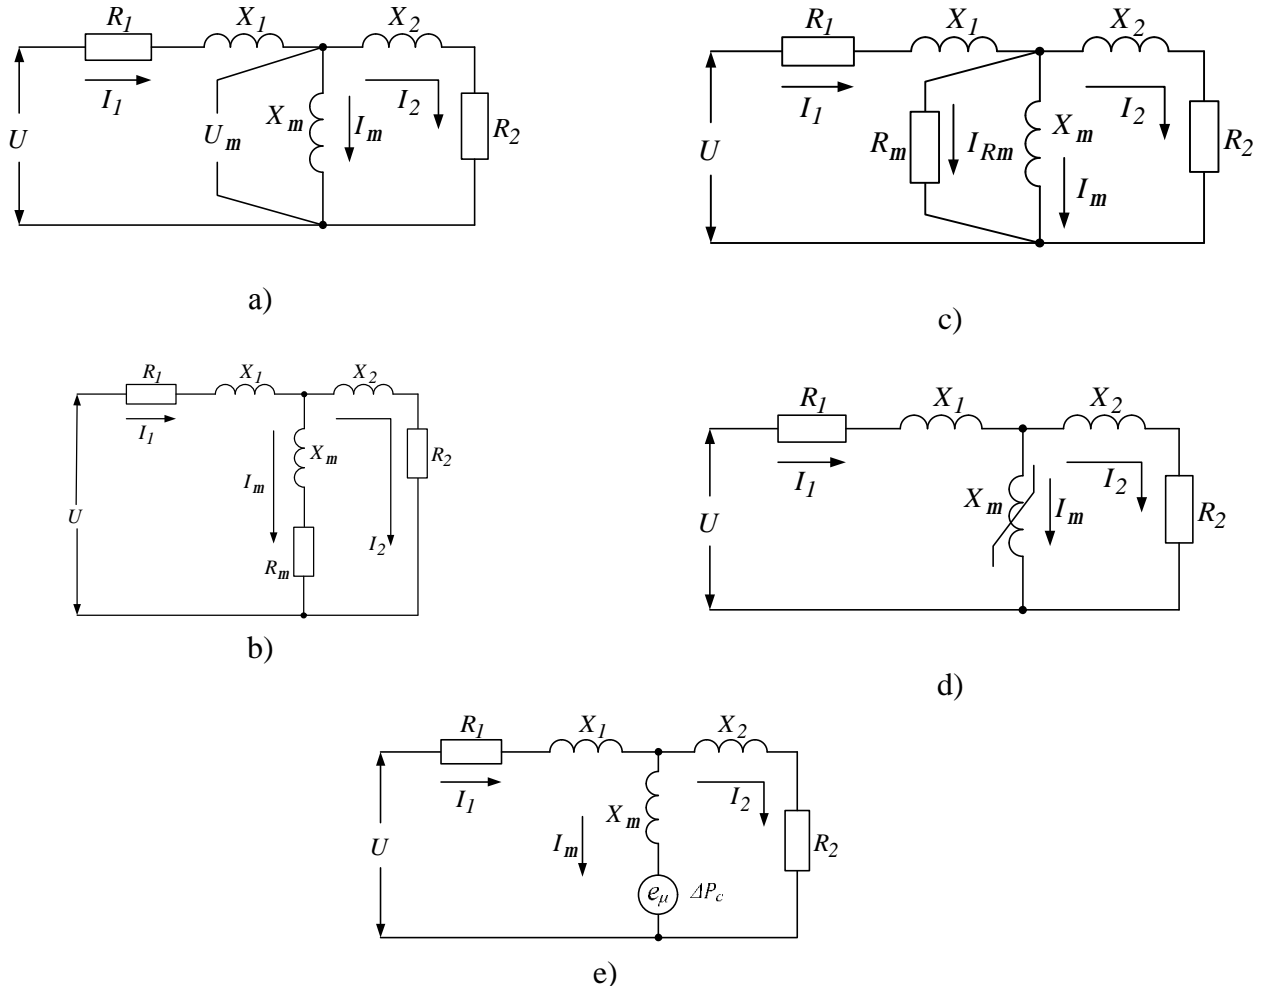 R1 X1 X2
I1 U Um Xm Im I2 R2
a)
R1 X1 X2
I1 U Rm IRm Xm Im I2 R2
c)
R1 X1 X2
I1 U Im Xm Rm I2 R2
b)
R1 X1 X2
I1 U Xm Im I2 R2
d)
R1 X1 X2
I1 U Im Xm I2 R2
eμ ΔPc
e)